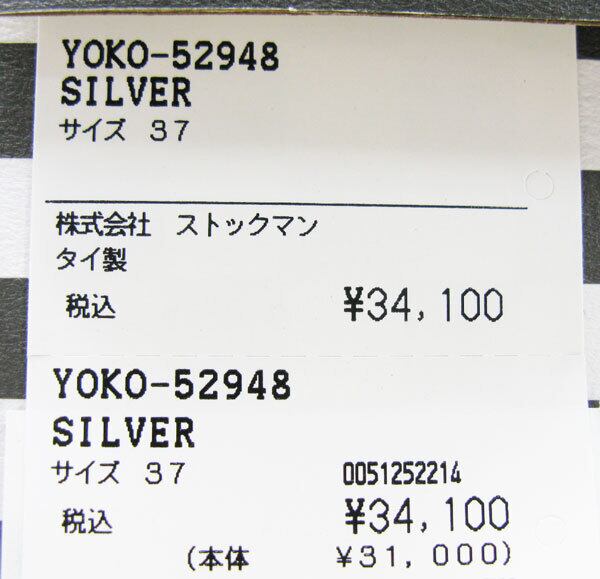 YOKO-52948
SILVER
サイズ 37
株式会社 ストックマン
タイ製
税込 ¥34,100
YOKO-52948
SILVER
サイズ 37 0051252214
税込 ¥34,100
(本体 ¥31,000)